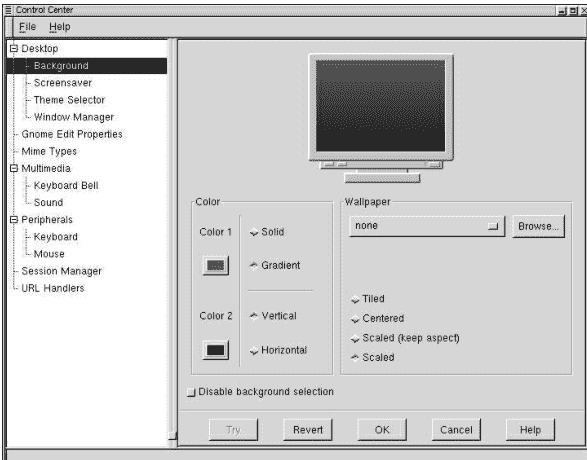 Control Center
File Help
Desktop
Background
Screensaver
Theme Selector
Window Manager
Gnome Edit Properties
Mime Types
Multimedia
Keyboard Bell
Sound
Peripherals
Keyboard
Mouse
Session Manager
URL Handlers
Color
Color 1
Solid
Gradient
Color 2
Vertical
Horizontal
Wallpaper
none
Browse...
Tiled
Centered
Scaled (keep aspect)
Scaled
Disable background selection
Try Revert OK Cancel Help